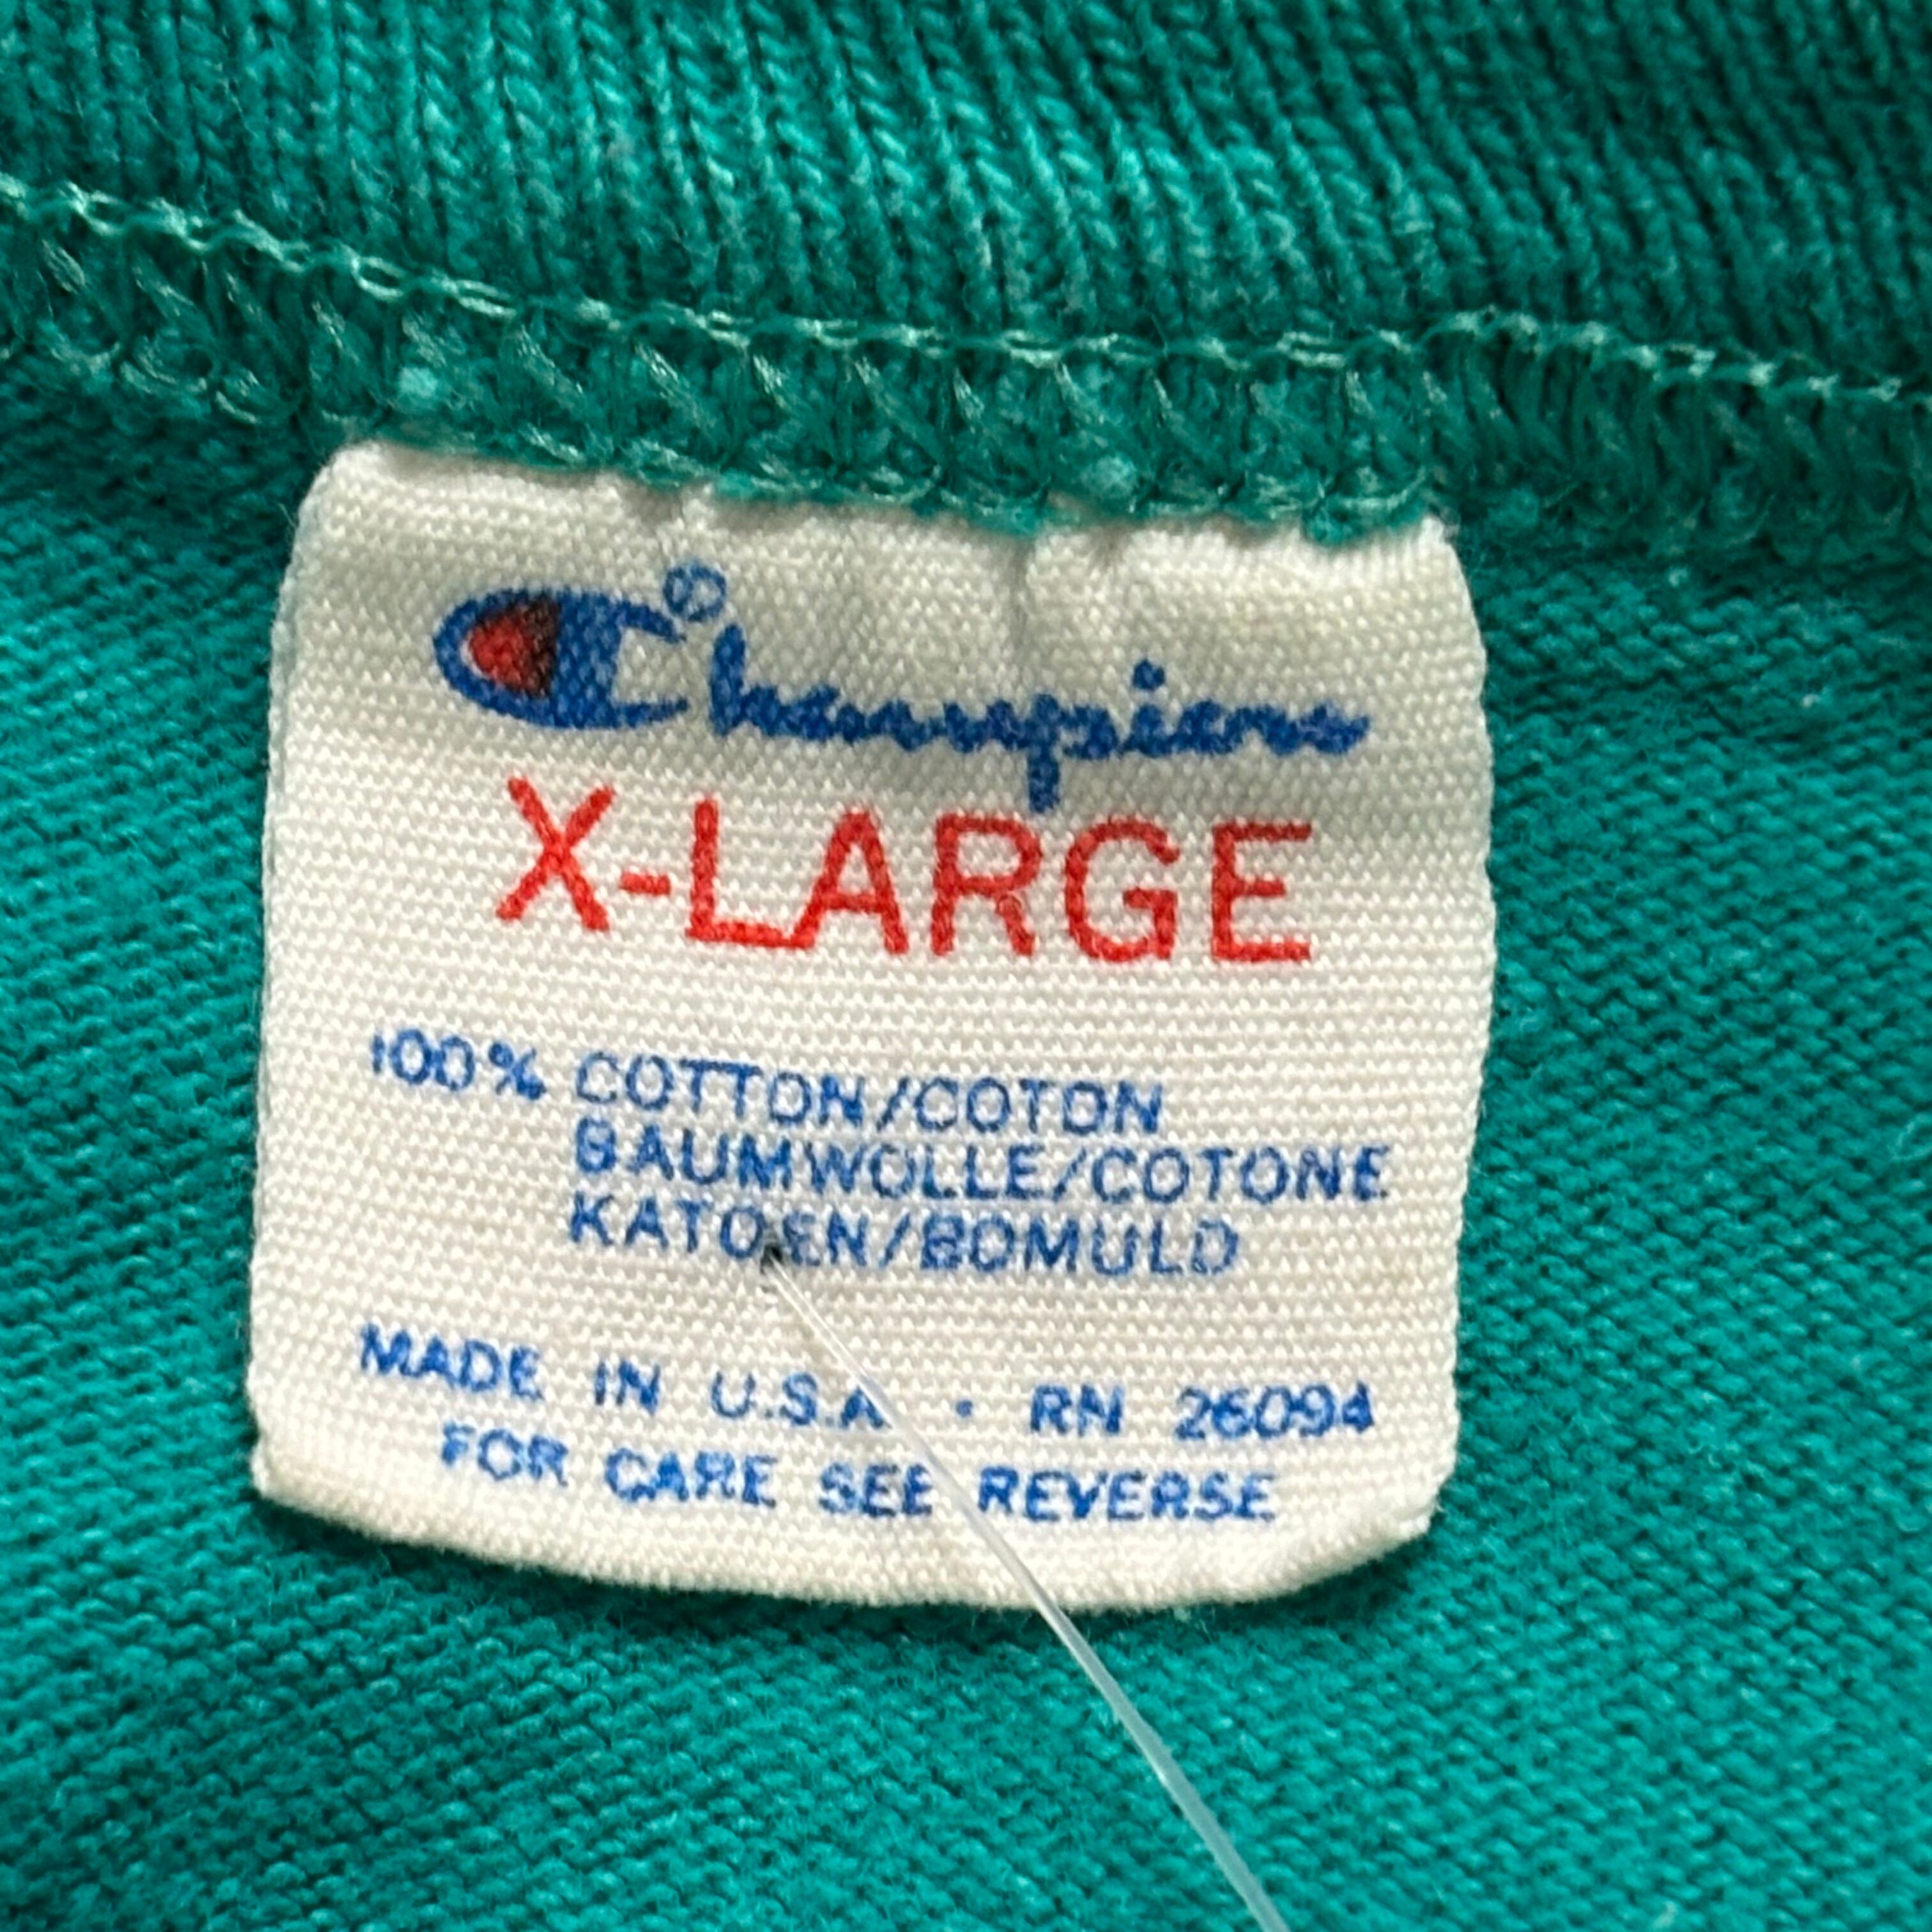 Champion
X-LARGE
100% COTTON/COTON
BAUMWOLLE/COTONE
KATOEN/BOMULD
MADE IN U.S.A. • RN 26094
FOR CARE SEE REVERSE